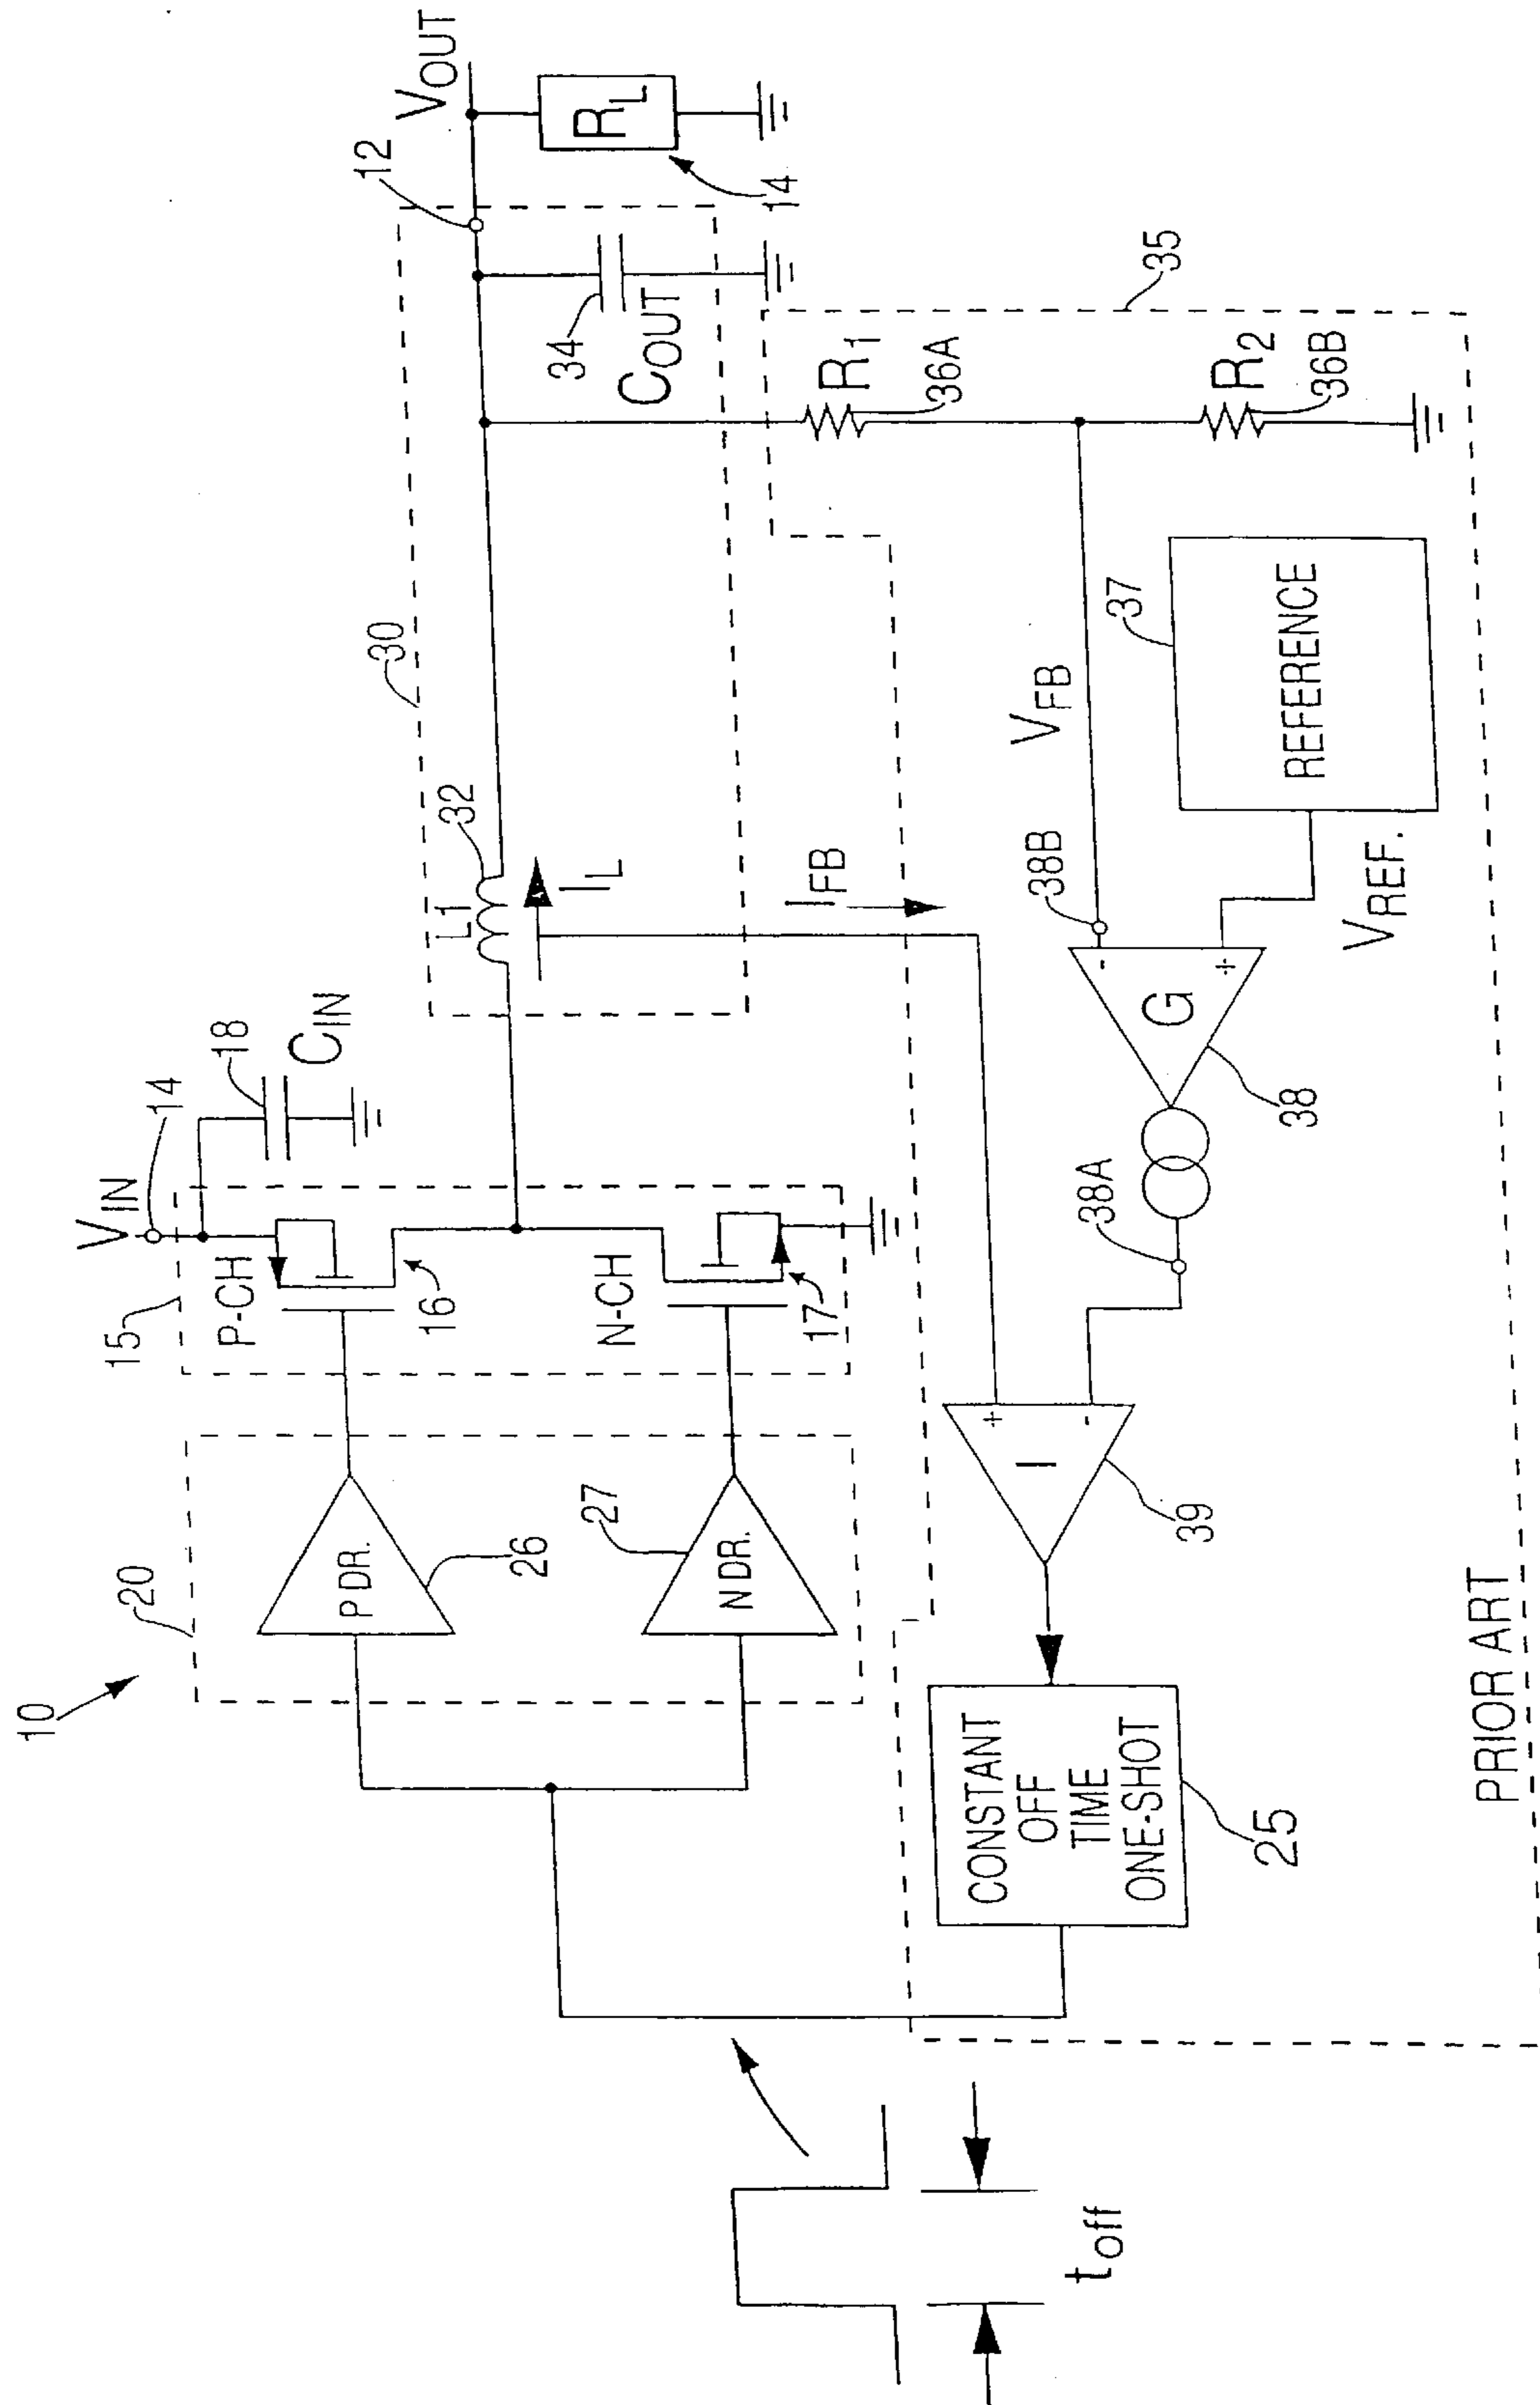 10
20
P DR.
26
27
N DR.
15
P-CH
16
N-CH
17
V_IN
14
18
C_IN
30
L1
32
I_L
I_FB
12
V_OUT
R_L
14
34
C_OUT
35
R_1
36A
R_2
36B
V_FB
37
REFERENCE
V_REF.
38B
-
+
G
38
38A
+
-
I
39
CONSTANT
OFF
TIME
ONE-SHOT
25
t_off
PRIOR ART